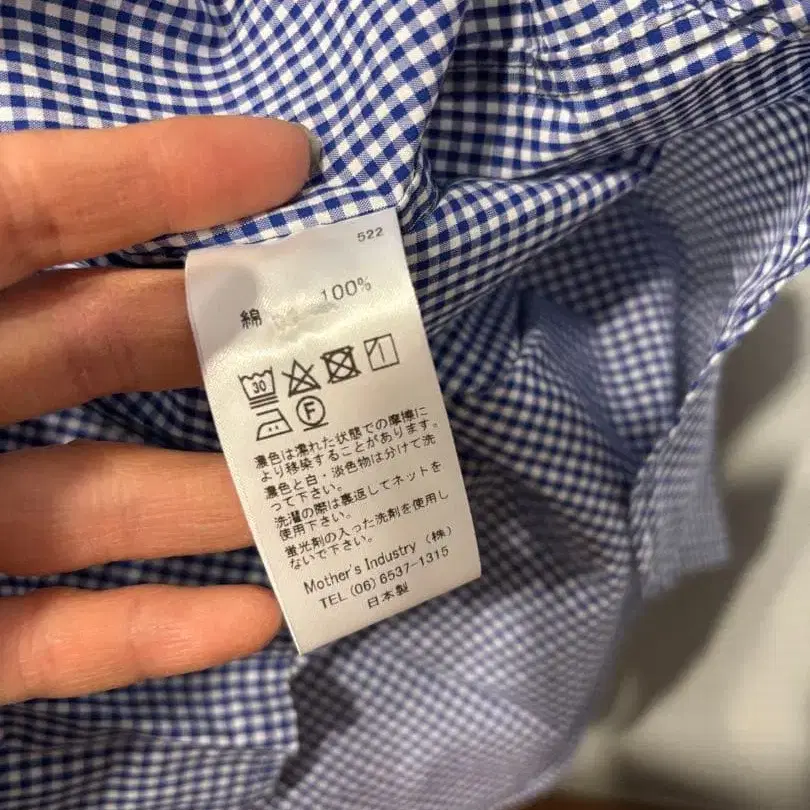 522
綿 100%
30
F
濃色は濡れた状態での摩擦に
より移染することがあります。
濃色と白・淡色物は分けて洗
って下さい。
洗濯の際は裏返してネットを
使用下さい。
蛍光剤の入った洗剤を使用し
ないで下さい。
Mother's Industry (株)
TEL (06) 6537-1315
日本製